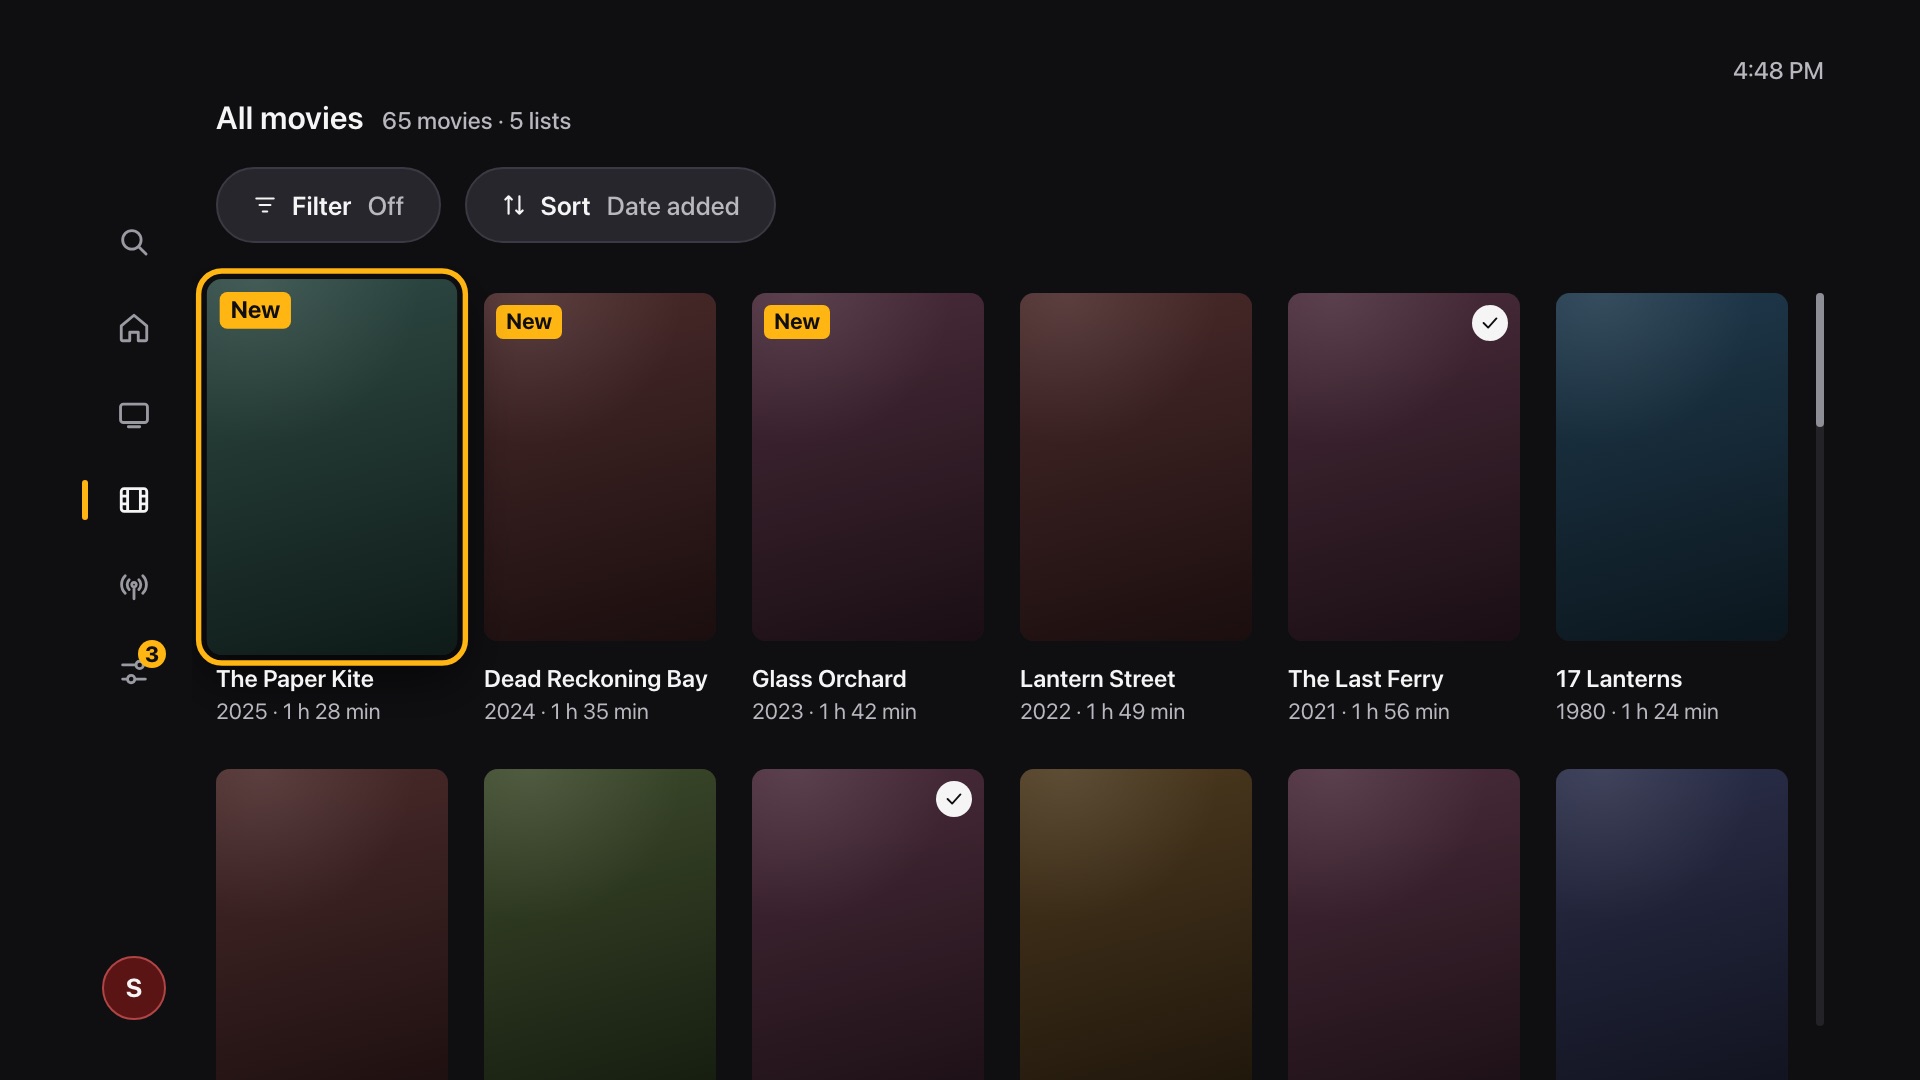 4:48 PM
All movies 65 movies · 5 lists
Filter Off Sort Date added
New New New
3
The Paper Kite Dead Reckoning Bay Glass Orchard Lantern Street The Last Ferry 17 Lanterns
2025 · 1 h 28 min 2024 · 1 h 35 min 2023 · 1 h 42 min 2022 · 1 h 49 min 2021 · 1 h 56 min 1980 · 1 h 24 min
S